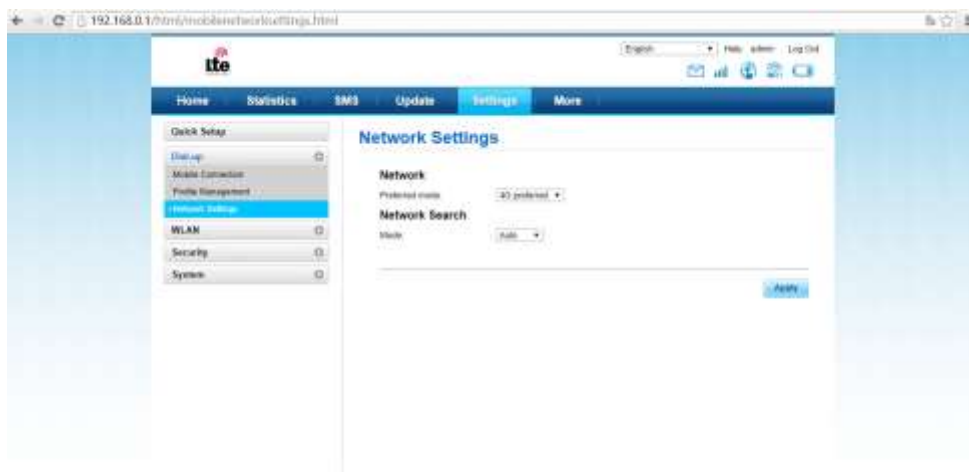 192.168.0.1/html/mobilenetworksettings.html
lte
English Help admin Log Out
Home Statistics SMS Update Settings More
Quick Setup
Network Settings
Dial-up
Mobile Connection
Profile Management
Network Settings
WLAN
Security
System
Network
Preferred mode 4G preferred
Network Search
Mode Auto
Apply